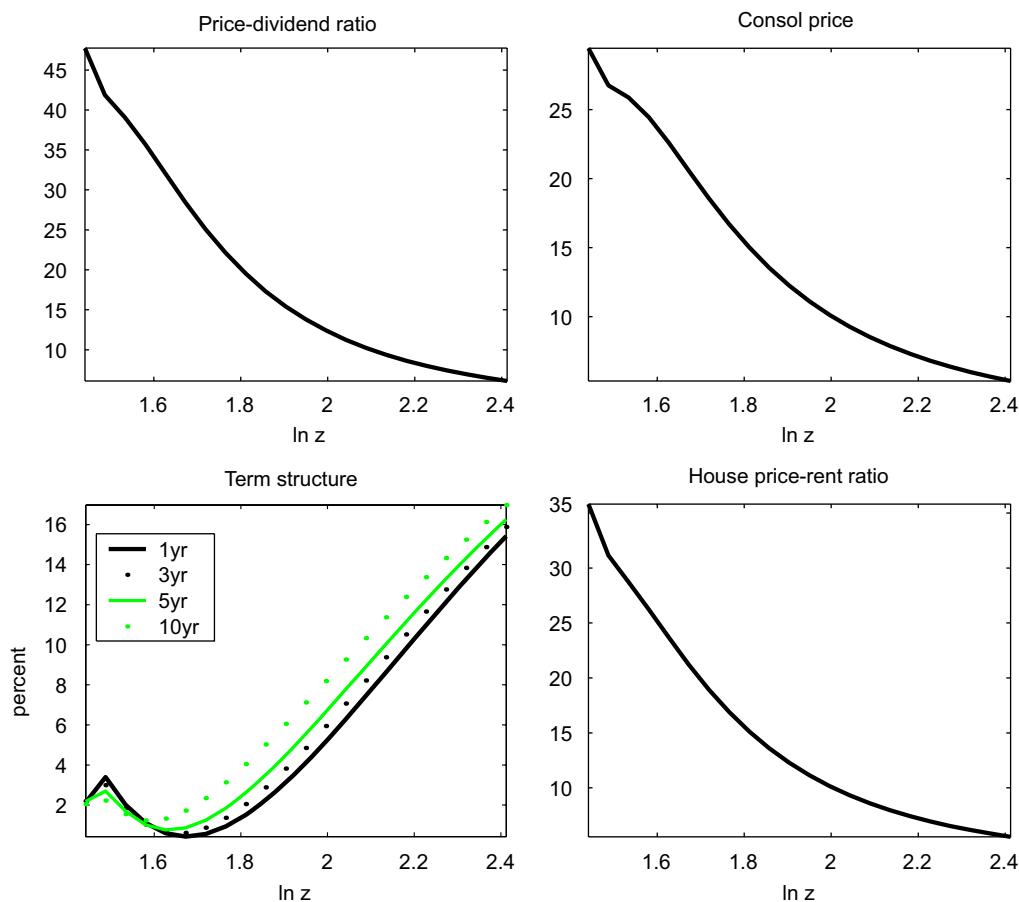 Price-dividend ratio
45
40
35
30
25
20
15
10
1.6 1.8 2 2.2 2.4
ln z
Consol price
25
20
15
10
1.6 1.8 2 2.2 2.4
ln z
Term structure
percent
16
14
12
10
8
6
4
2
1yr
3yr
5yr
10yr
1.6 1.8 2 2.2 2.4
ln z
House price-rent ratio
35
30
25
20
15
10
1.6 1.8 2 2.2 2.4
ln z